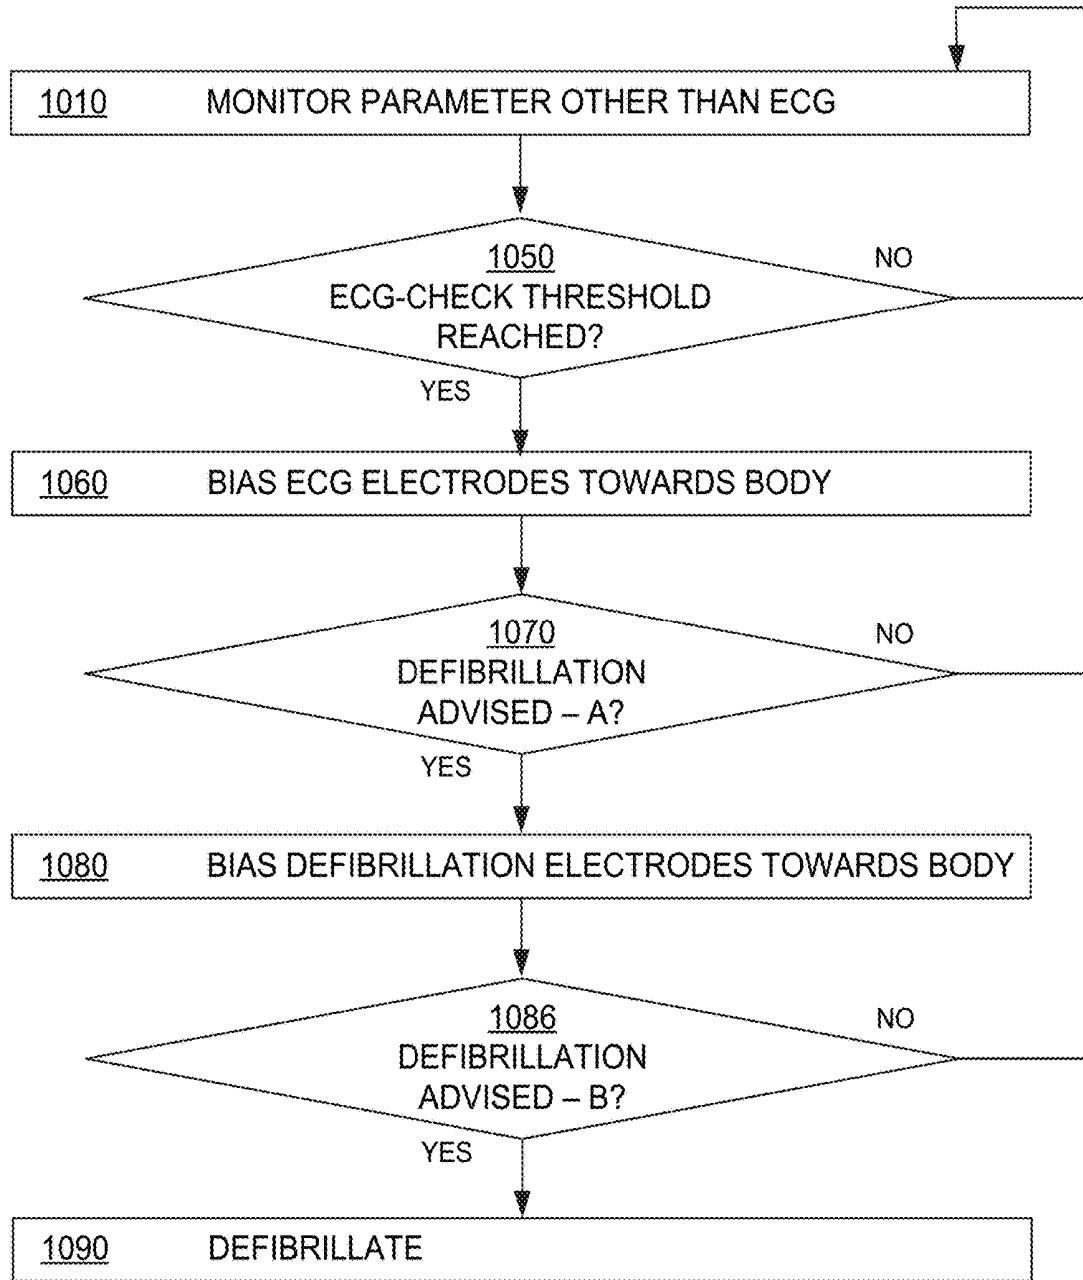 1010 MONITOR PARAMETER OTHER THAN ECG
1050
ECG-CHECK THRESHOLD
REACHED?
NO
YES
1060 BIAS ECG ELECTRODES TOWARDS BODY
1070
DEFIBRILLATION
ADVISED – A?
NO
YES
1080 BIAS DEFIBRILLATION ELECTRODES TOWARDS BODY
1086
DEFIBRILLATION
ADVISED – B?
NO
YES
1090 DEFIBRILLATE